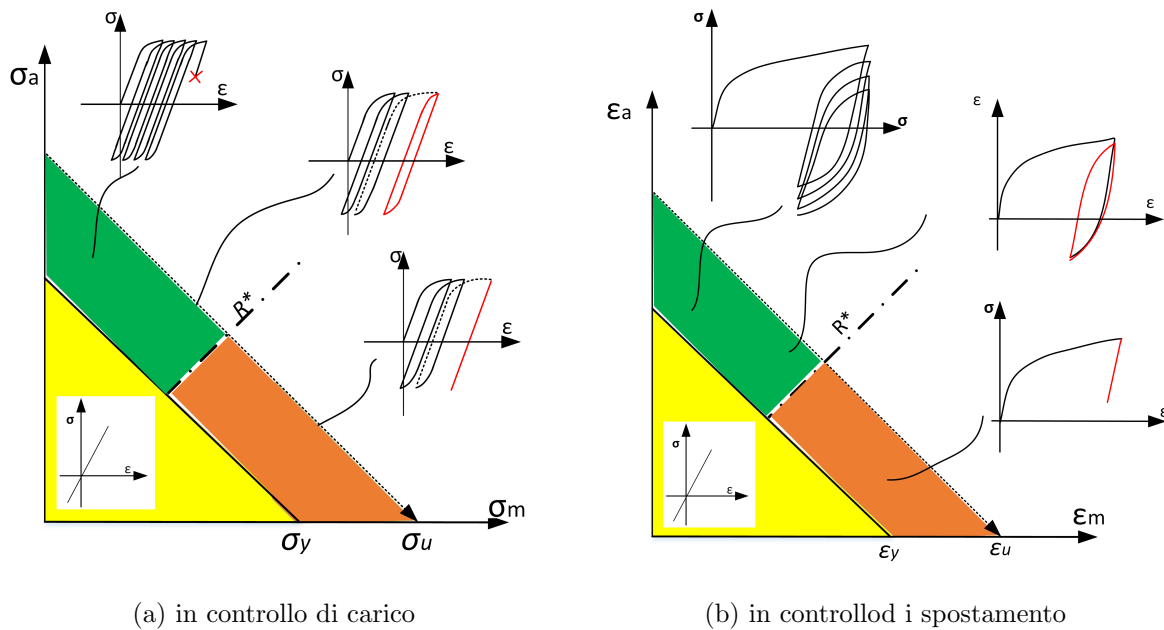 σ
σa
ε
σ
ε
σ
ε
R*
σ
ε
σm
σy
σu
(a) in controllo di carico
σ
εa
σ
ε
ε
R*
σ
ε
σ
ε
εm
εy
εu
(b) in controllod i spostamento